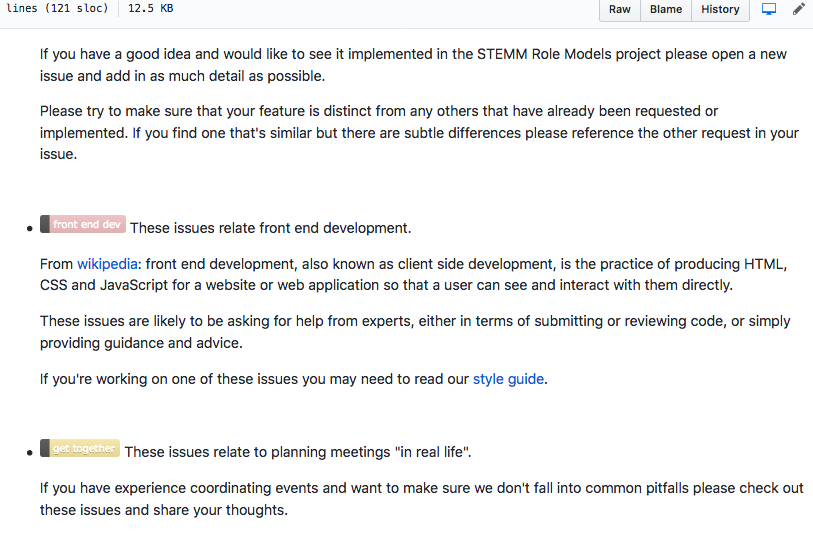 lines (121 sloc) 12.5 KB Raw Blame History
If you have a good idea and would like to see it implemented in the STEMM Role Models project please open a new
issue and add in as much detail as possible.
Please try to make sure that your feature is distinct from any others that have already been requested or
implemented. If you find one that's similar but there are subtle differences please reference the other request in your
issue.
front end dev These issues relate front end development.
From wikipedia: front end development, also known as client side development, is the practice of producing HTML,
CSS and JavaScript for a website or web application so that a user can see and interact with them directly.
These issues are likely to be asking for help from experts, either in terms of submitting or reviewing code, or simply
providing guidance and advice.
If you're working on one of these issues you may need to read our style guide.
get together These issues relate to planning meetings "in real life".
If you have experience coordinating events and want to make sure we don't fall into common pitfalls please check out
these issues and share your thoughts.